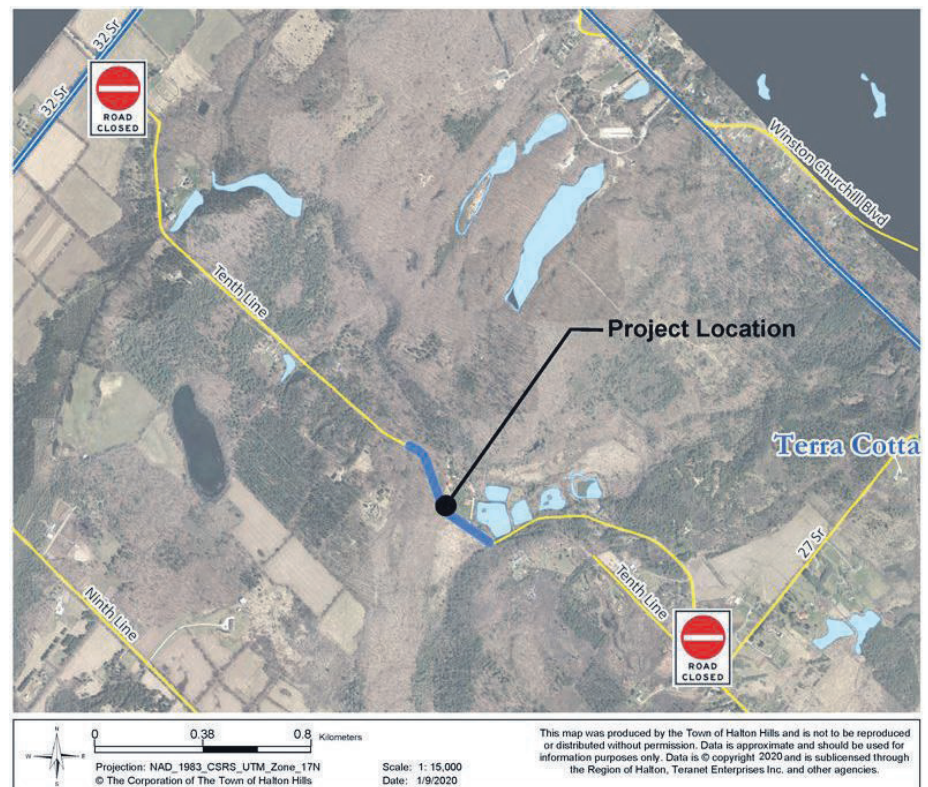 32 Sr
32 Sr
ROAD
CLOSED
Winston Churchill Blvd
Tenth Line
Project Location
Terra Cotta
27 Sr
Tenth Line
Ninth Line
ROAD
CLOSED
N
W E
S
0 0.38 0.8 Kilometers
Projection: NAD_1983_CSRS_UTM_Zone_17N
© The Corporation of The Town of Halton Hills
Scale: 1: 15,000
Date: 1/9/2020
This map was produced by the Town of Halton Hills and is not to be reproduced
or distributed without permission. Data is approximate and should be used for
information purposes only. Data is © copyright 2020 and is sublicensed through
the Region of Halton, Teranet Enterprises Inc. and other agencies.